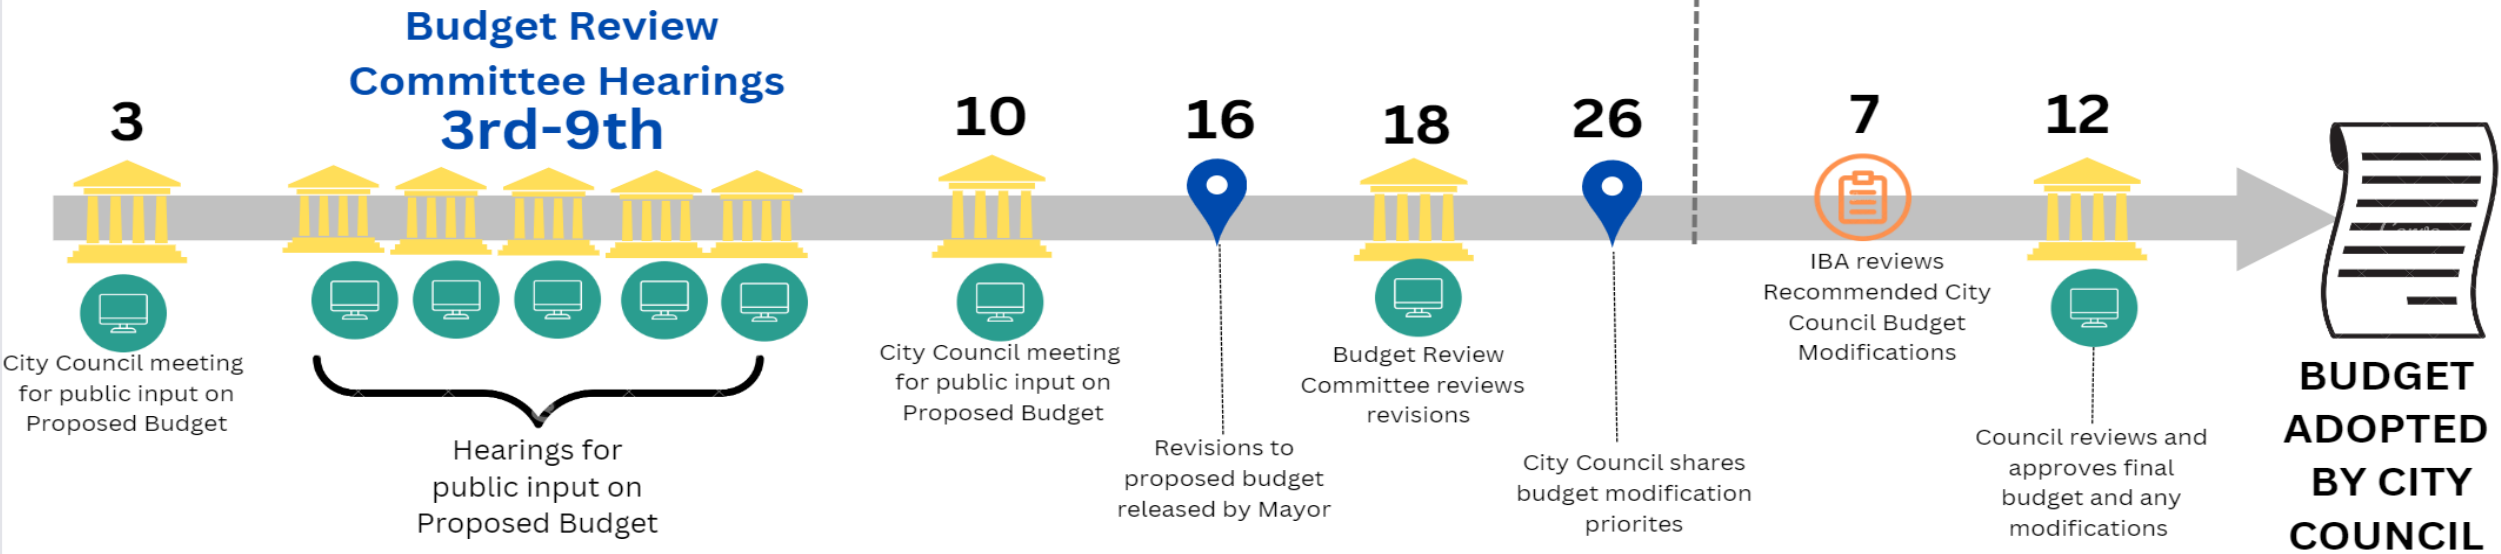 Budget Review
Committee Hearings
3rd-9th
3
10
16
18
26
7
12
City Council meeting
for public input on
Proposed Budget
Hearings for
public input on
Proposed Budget
City Council meeting
for public input on
Proposed Budget
Revisions to
proposed budget
released by Mayor
Budget Review
Committee reviews
revisions
City Council shares
budget modification
priorites
IBA reviews
Recommended City
Council Budget
Modifications
Council reviews and
approves final
budget and any
modifications
BUDGET
ADOPTED
BY CITY
COUNCIL